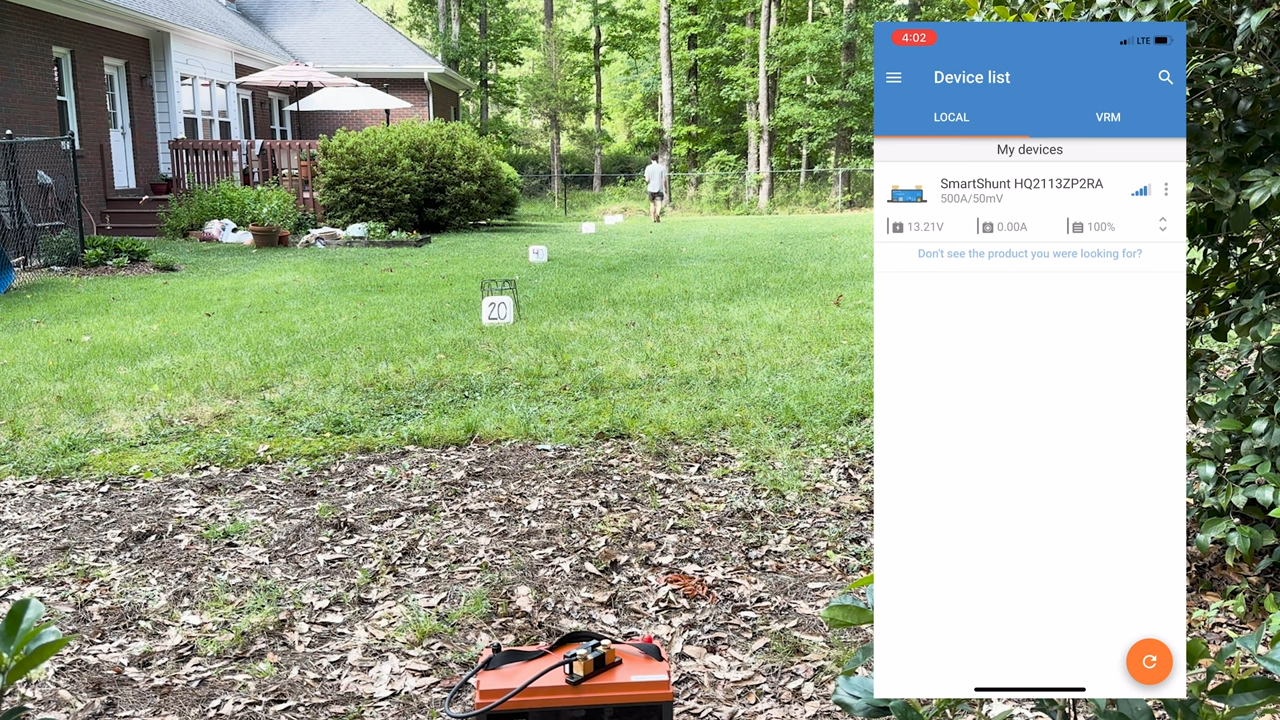 4:02
LTE
Device list
LOCAL
VRM
My devices
SmartShunt HQ2113ZP2RA
500A/50mV
13.21V
0.00A
100%
Don't see the product you were looking for?
40
20